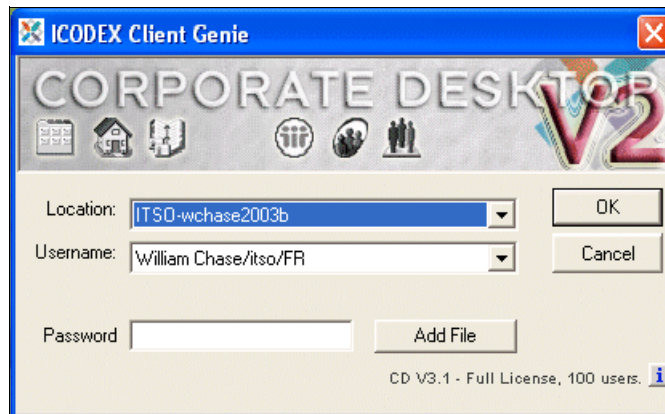 ICODEX Client Genie
CORPORATE DESKTOP
V2
Location: ITSO-wchase2003b OK
Username: William Chase/itso/FR Cancel
Password Add File
CD V3.1 - Full License, 100 users. i